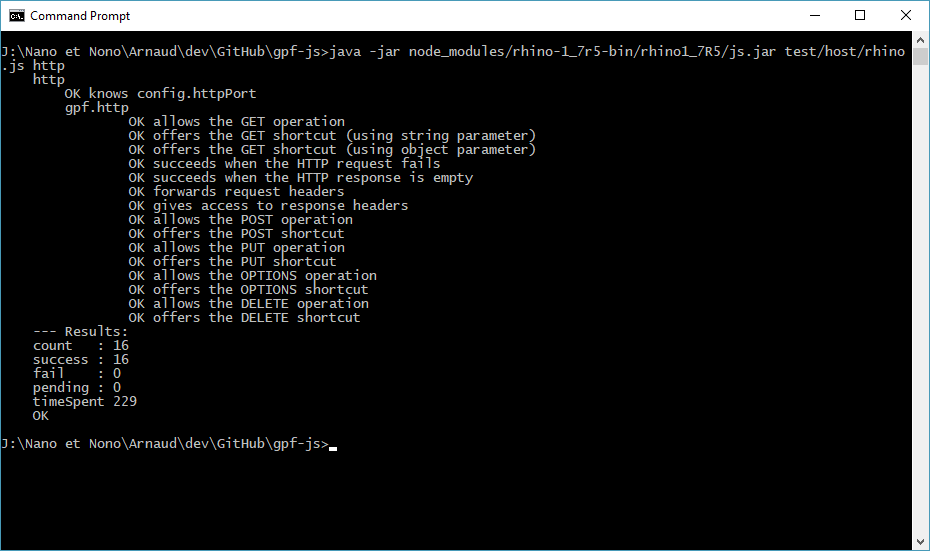 Command Prompt
J:\Nano et Nono\Arnaud\dev\GitHub\gpf-js>java -jar node_modules/rhino-1_7r5-bin/rhino1_7R5/js.jar test/host/rhino
.js http
http
OK knows config.httpPort
gpf.http
OK allows the GET operation
OK offers the GET shortcut (using string parameter)
OK offers the GET shortcut (using object parameter)
OK succeeds when the HTTP request fails
OK succeeds when the HTTP response is empty
OK forwards request headers
OK gives access to response headers
OK allows the POST operation
OK offers the POST shortcut
OK allows the PUT operation
OK offers the PUT shortcut
OK allows the OPTIONS operation
OK offers the OPTIONS shortcut
OK allows the DELETE operation
OK offers the DELETE shortcut
--- Results:
count   : 16
success : 16
fail    : 0
pending : 0
timeSpent 229
OK
J:\Nano et Nono\Arnaud\dev\GitHub\gpf-js>